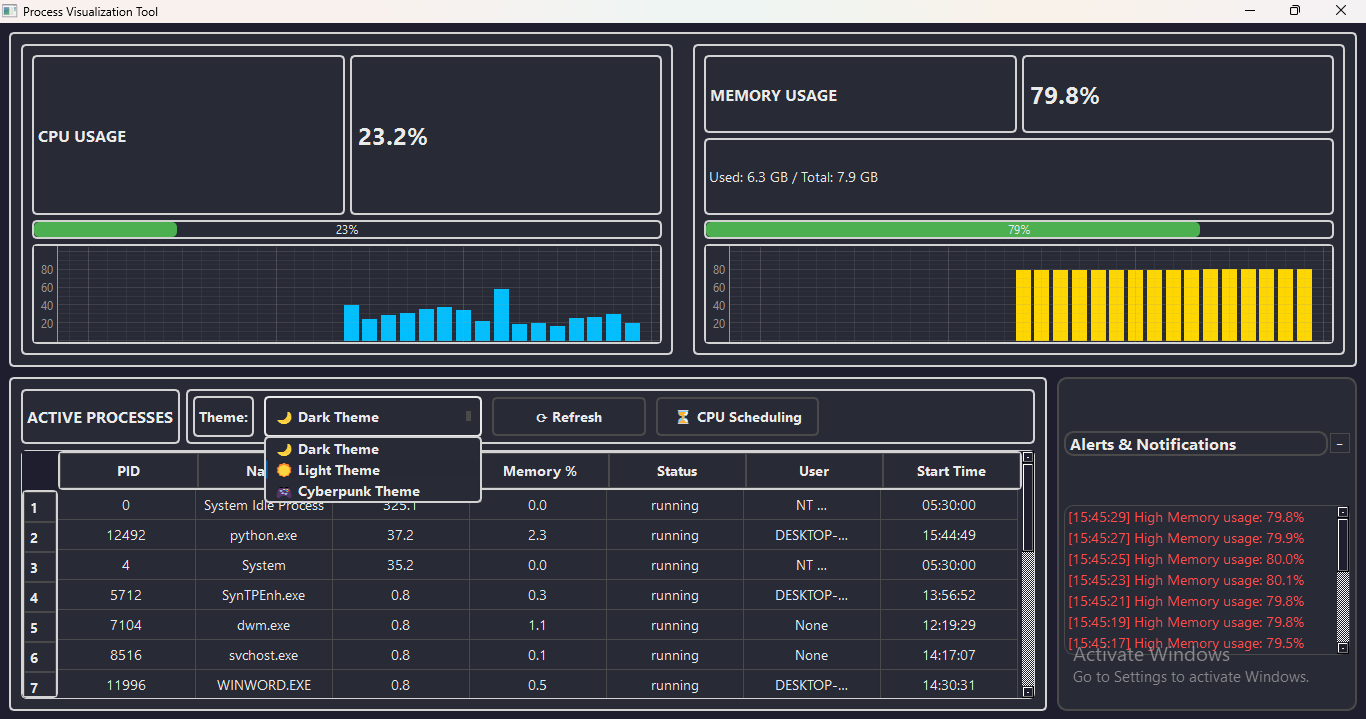 Process Visualization Tool
CPU USAGE
23.2%
23%
80
60
40
20
MEMORY USAGE
79.8%
Used: 6.3 GB / Total: 7.9 GB
79%
80
60
40
20
ACTIVE PROCESSES
Theme:
🌙 Dark Theme
⟳ Refresh
⏳ CPU Scheduling
🌙 Dark Theme
Light Theme
Cyberpunk Theme
PID Na Memory % Status User Start Time
1 0 System Idle Process 325.1 0.0 running NT ... 05:30:00
2 12492 python.exe 37.2 2.3 running DESKTOP-... 15:44:49
3 4 System 35.2 0.0 running NT ... 05:30:00
4 5712 SynTPEnh.exe 0.8 0.3 running DESKTOP-... 13:56:52
5 7104 dwm.exe 0.8 1.1 running None 12:19:29
6 8516 svchost.exe 0.8 0.1 running None 14:17:07
7 11996 WINWORD.EXE 0.8 0.5 running DESKTOP-... 14:30:31
Alerts & Notifications
[15:45:29] High Memory usage: 79.8%
[15:45:27] High Memory usage: 79.9%
[15:45:25] High Memory usage: 80.0%
[15:45:23] High Memory usage: 80.1%
[15:45:21] High Memory usage: 79.8%
[15:45:19] High Memory usage: 79.8%
[15:45:17] High Memory usage: 79.5%
Activate Windows
Go to Settings to activate Windows.